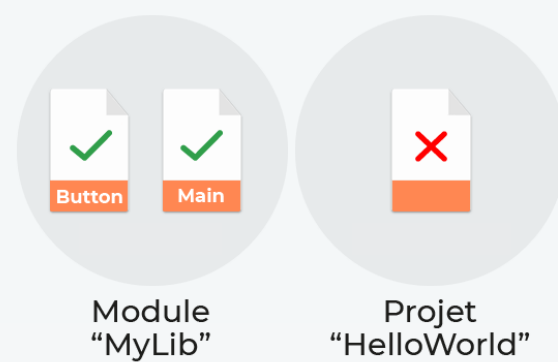 Button
Main
Module
“MyLib”
Projet
“HelloWorld”